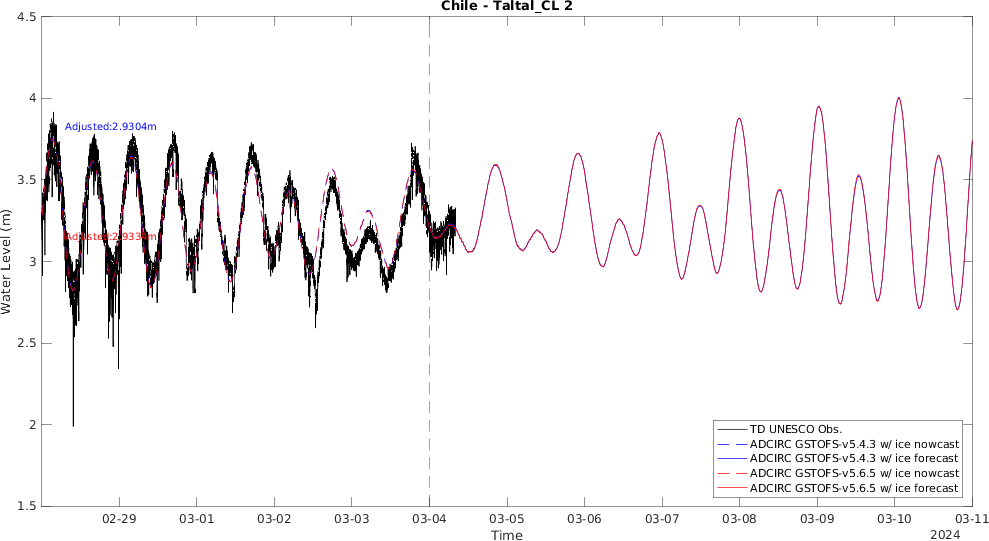 Chile - Taltal_CL 2
4.5
4
3.5
3
2.5
2
1.5
Water Level (m)
Adjusted:2.9304m
TD UNESCO Obs.
ADCIRC GSTOFS-v5.4.3 w/ ice nowcast
ADCIRC GSTOFS-v5.4.3 w/ ice forecast
ADCIRC GSTOFS-v5.6.5 w/ ice nowcast
ADCIRC GSTOFS-v5.6.5 w/ ice forecast
02-29 03-01 03-02 03-03 03-04 03-05 03-06 03-07 03-08 03-09 03-10 03-11
Time
2024